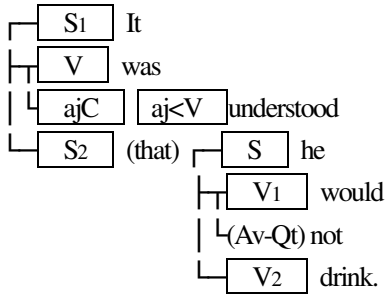 S1 It
V was
ajC aj<V understood
S2 (that) S he
V1 would
(Av-Qt) not
V2 drink.